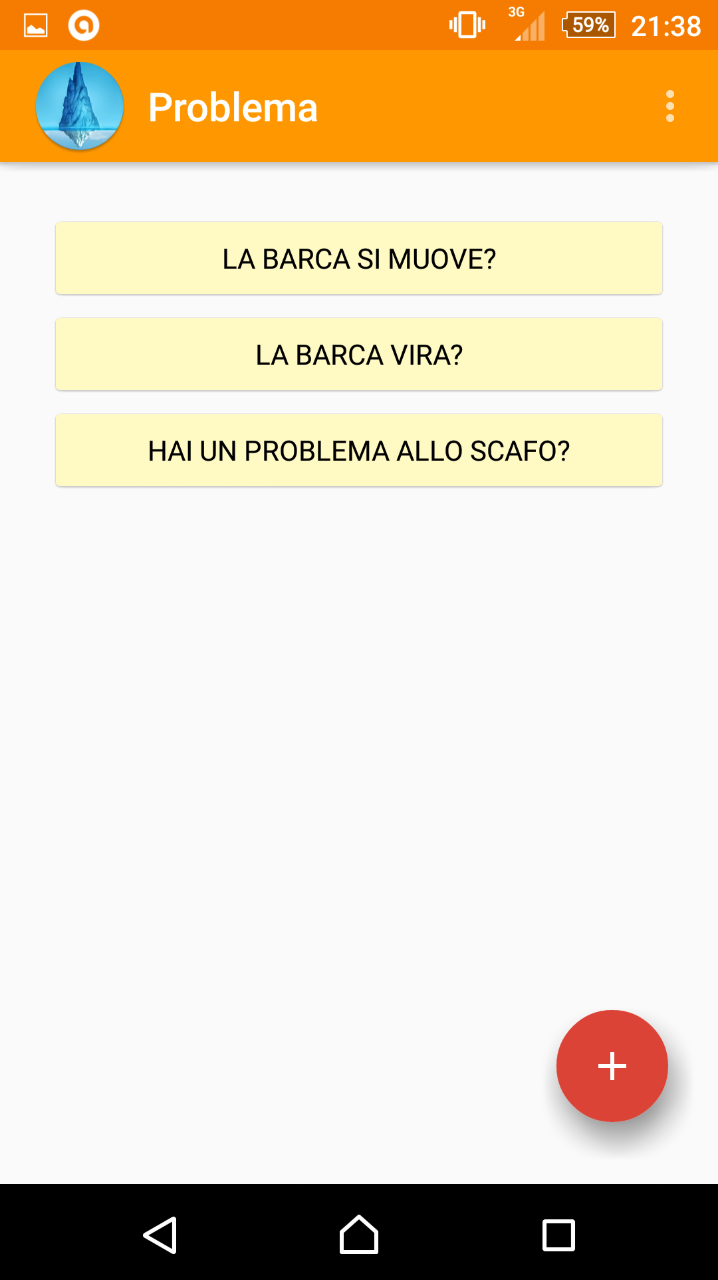 3G
59%
21:38
Problema
LA BARCA SI MUOVE?
LA BARCA VIRA?
HAI UN PROBLEMA ALLO SCAFO?